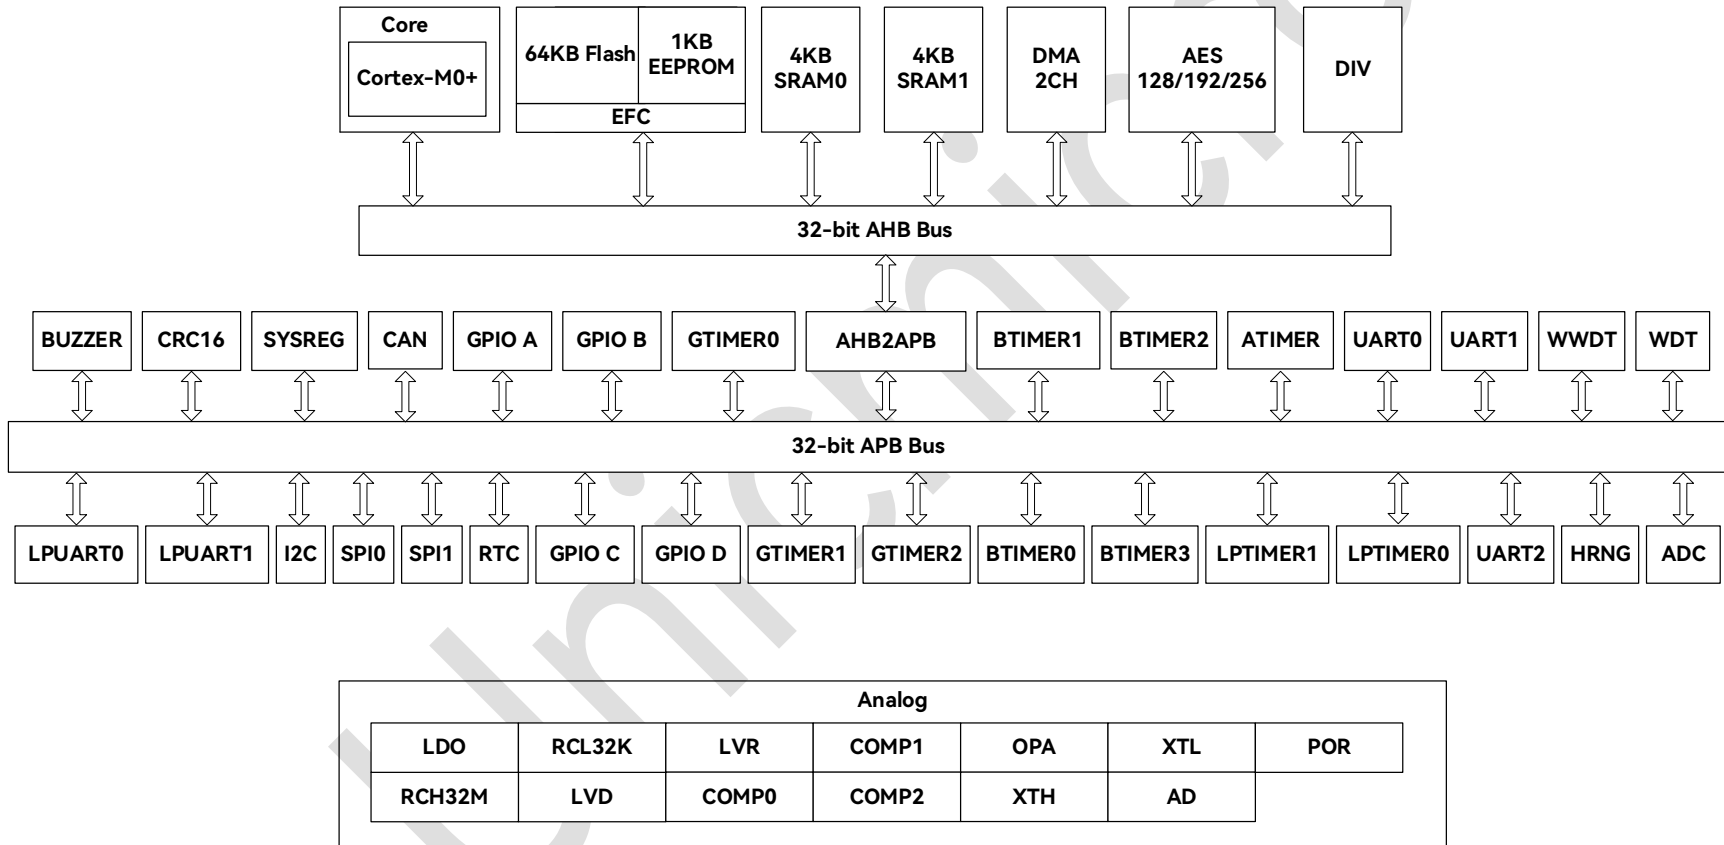 Core
Cortex-M0+
64KB Flash
1KB
EEPROM
EFC
4KB
SRAM0
4KB
SRAM1
DMA
2CH
AES
128/192/256
DIV
32-bit AHB Bus
BUZZER
CRC16
SYSREG
CAN
GPIO A
GPIO B
GTIMER0
AHB2APB
BTIMER1
BTIMER2
ATIMER
UART0
UART1
WWDT
WDT
32-bit APB Bus
LPUART0
LPUART1
I2C
SPI0
SPI1
RTC
GPIO C
GPIO D
GTIMER1
GTIMER2
BTIMER0
BTIMER3
LPTIMER1
LPTIMER0
UART2
HRNG
ADC
Analog
LDO
RCL32K
LVR
COMP1
OPA
XTL
POR
RCH32M
LVD
COMP0
COMP2
XTH
AD